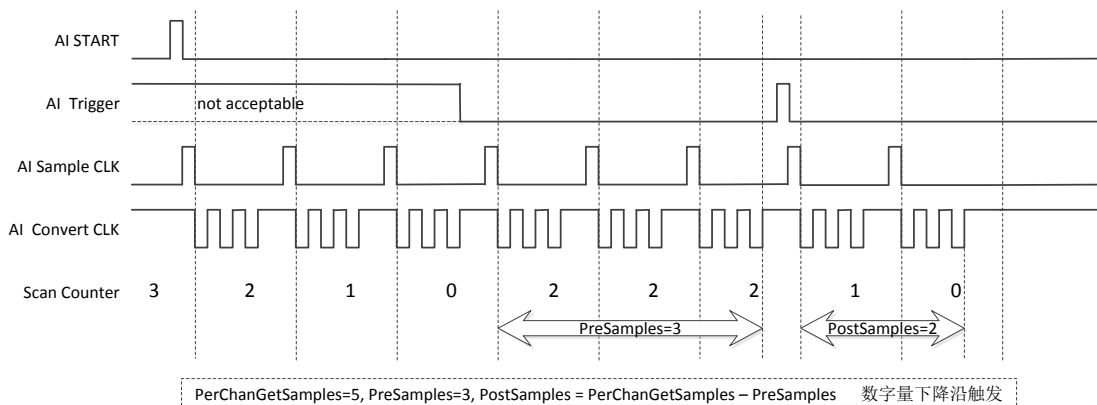 AI START
AI Trigger
not acceptable
AI Sample CLK
AI Convert CLK
Scan Counter 3 2 1 0 2 2 2 1 0
PreSamples=3 PostSamples=2
PerChanGetSamples=5, PreSamples=3, PostSamples = PerChanGetSamples – PreSamples 数字量下降沿触发